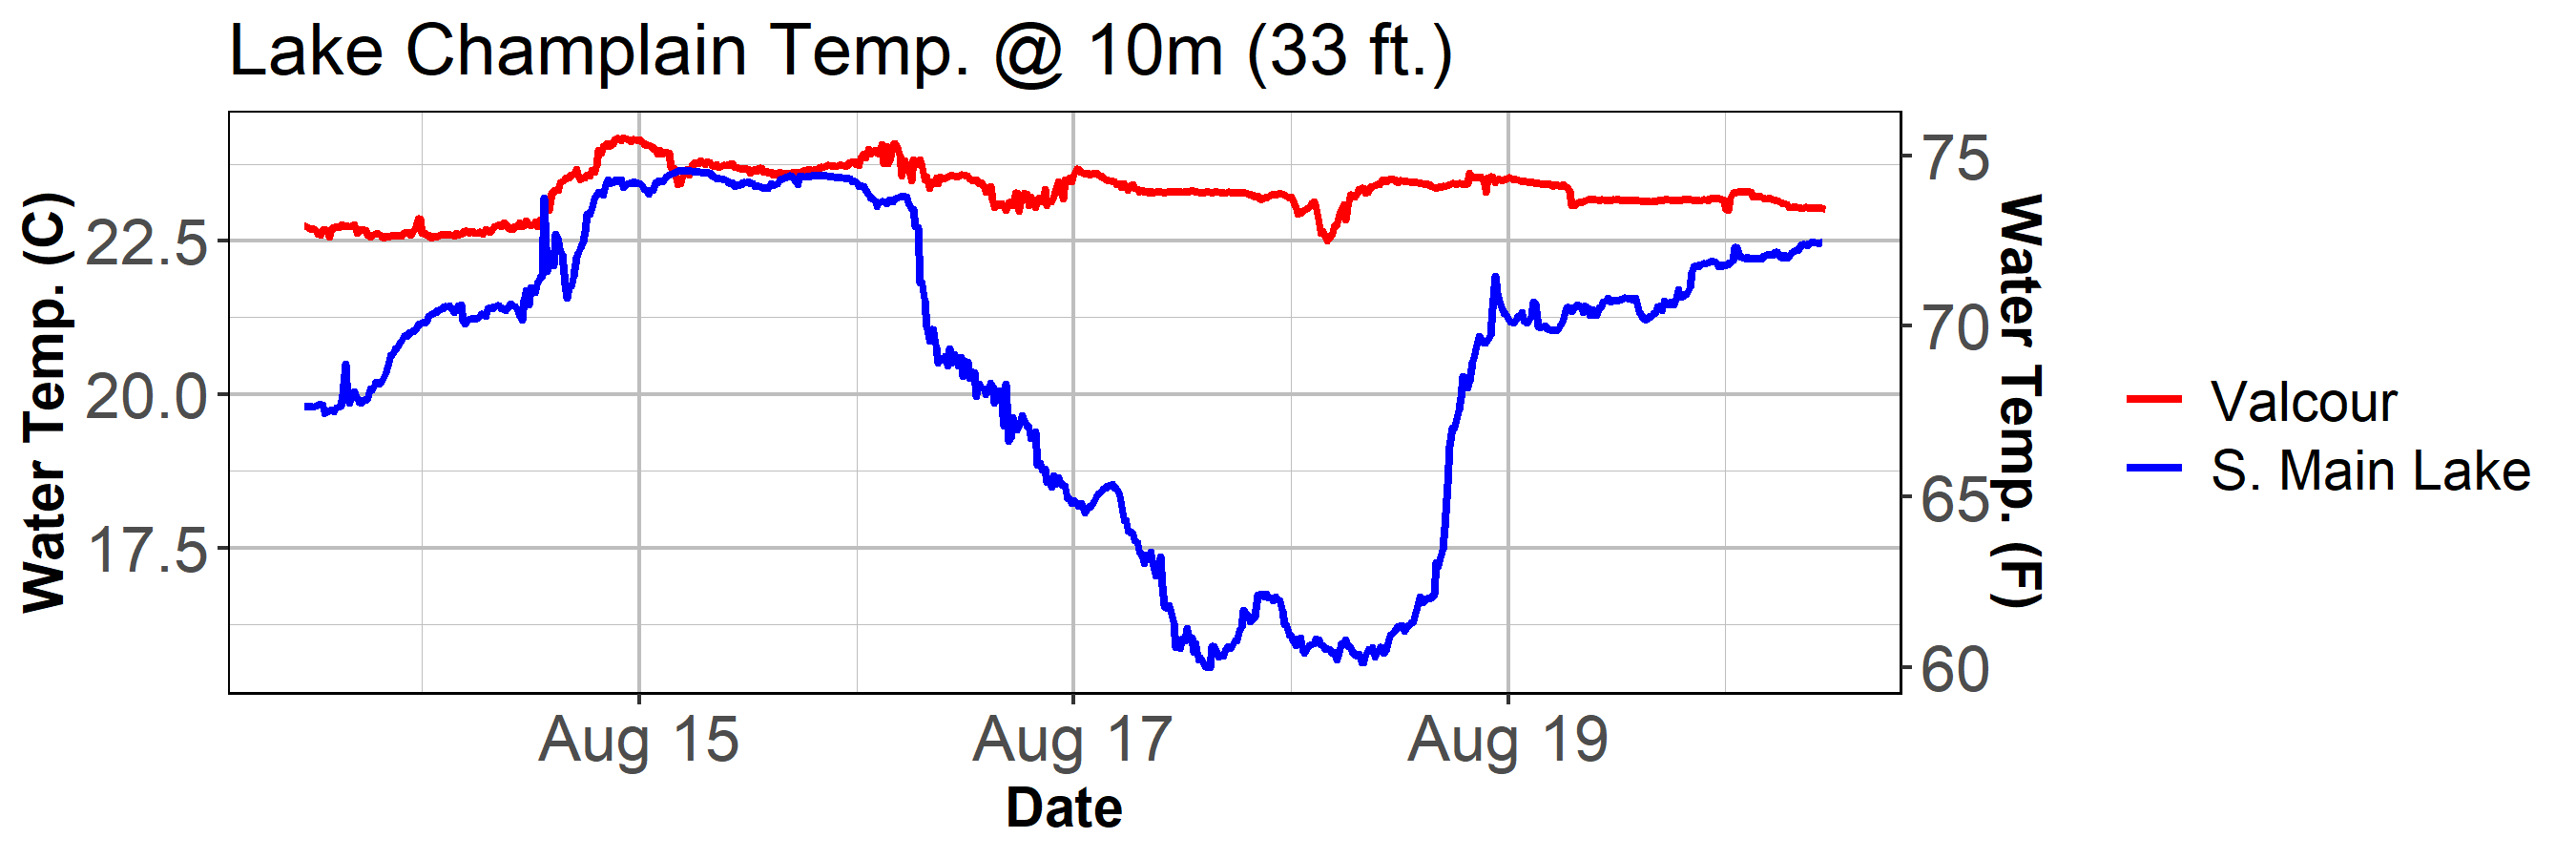 Lake Champlain Temp. @ 10m (33 ft.)
Water Temp. (C)
22.5
20.0
17.5
75
70
65
60
Water Temp. (F)
Aug 15
Aug 17
Aug 19
Date
Valcour
S. Main Lake